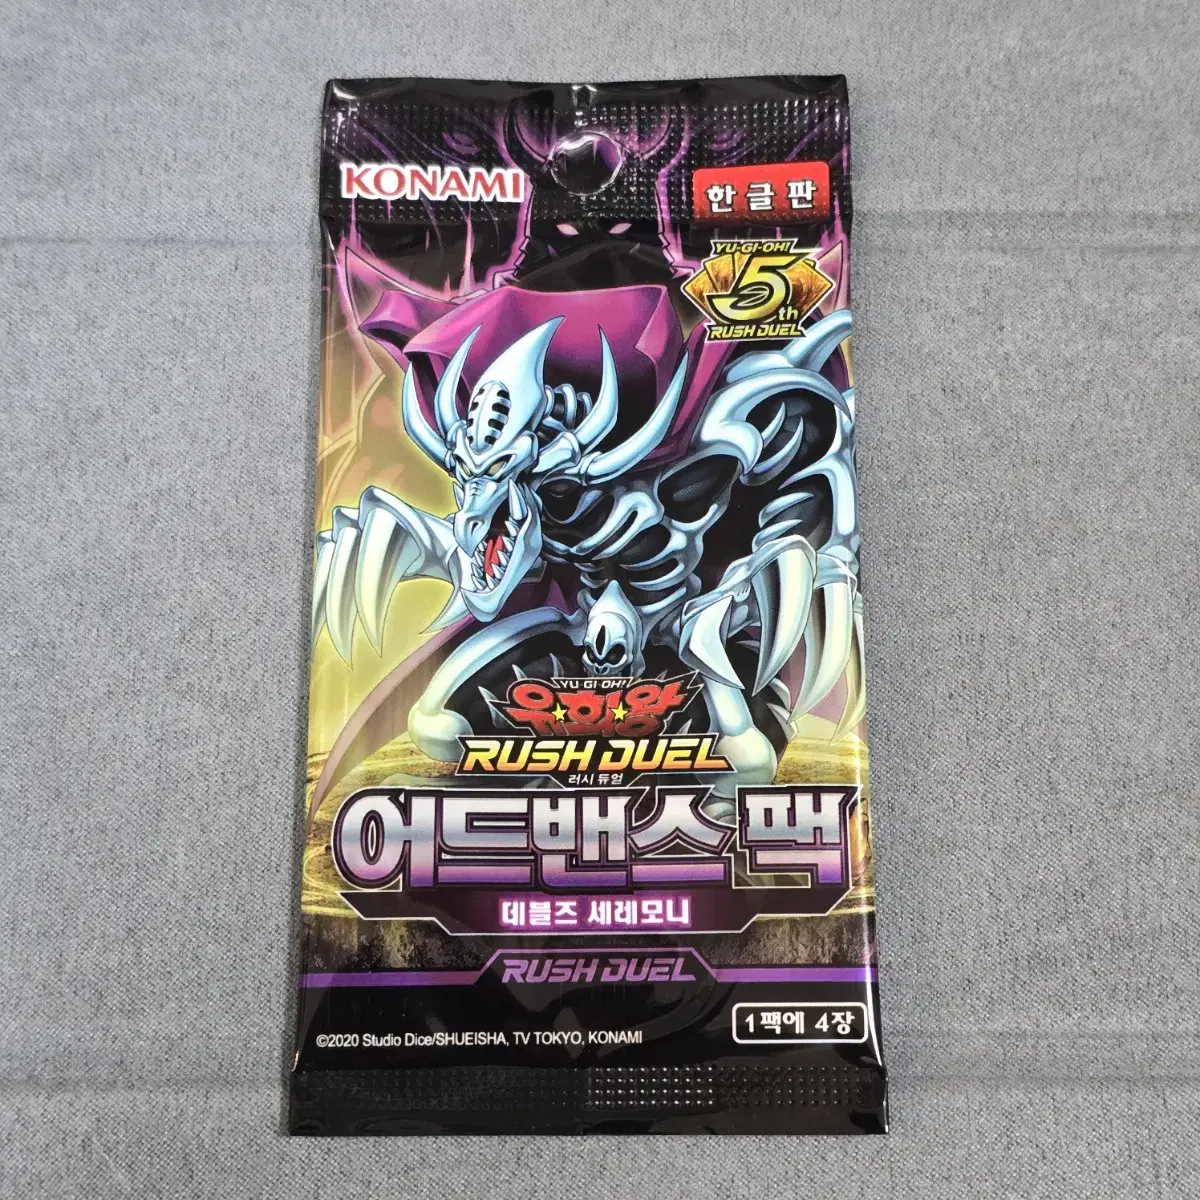 KONAMI
한글판
YU-GI-OH!
5th
RUSH DUEL
YU-GI-OH!
유희왕
RUSH DUEL
러시 듀얼
어드밴스 팩
데블즈 세레모니
RUSH DUEL
1팩에 4장
©2020 Studio Dice/SHUEISHA, TV TOKYO, KONAMI